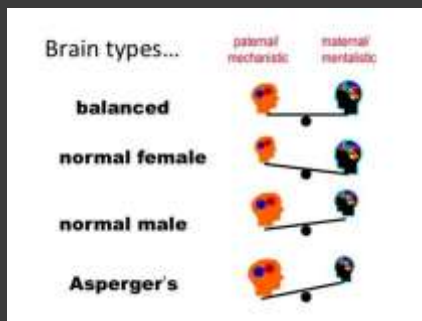 Brain types...
paternal/ maternal/
mechanistic mentalistic
balanced
normal female
normal male
Asperger's